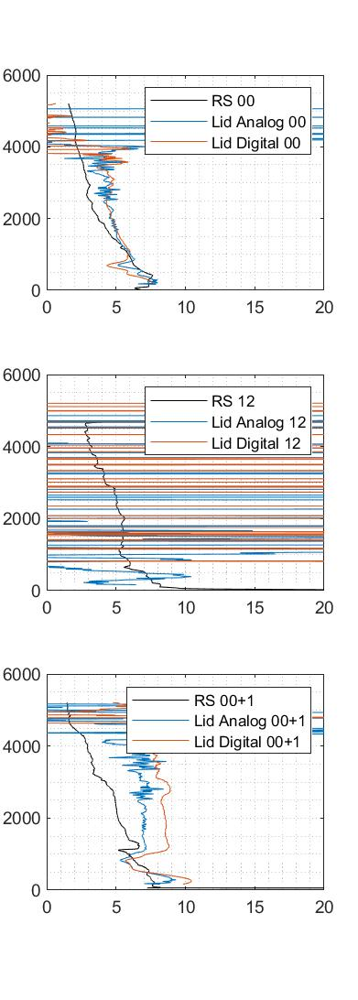 6000
RS 00
Lid Analog 00
4000
Lid Digital 00
2000
0
0 5 10 15 20
6000
RS 12
Lid Analog 12
4000
Lid Digital 12
2000
0
0 5 10 15 20
6000
RS 00+1
Lid Analog 00+1
4000
Lid Digital 00+1
2000
0
0 5 10 15 20